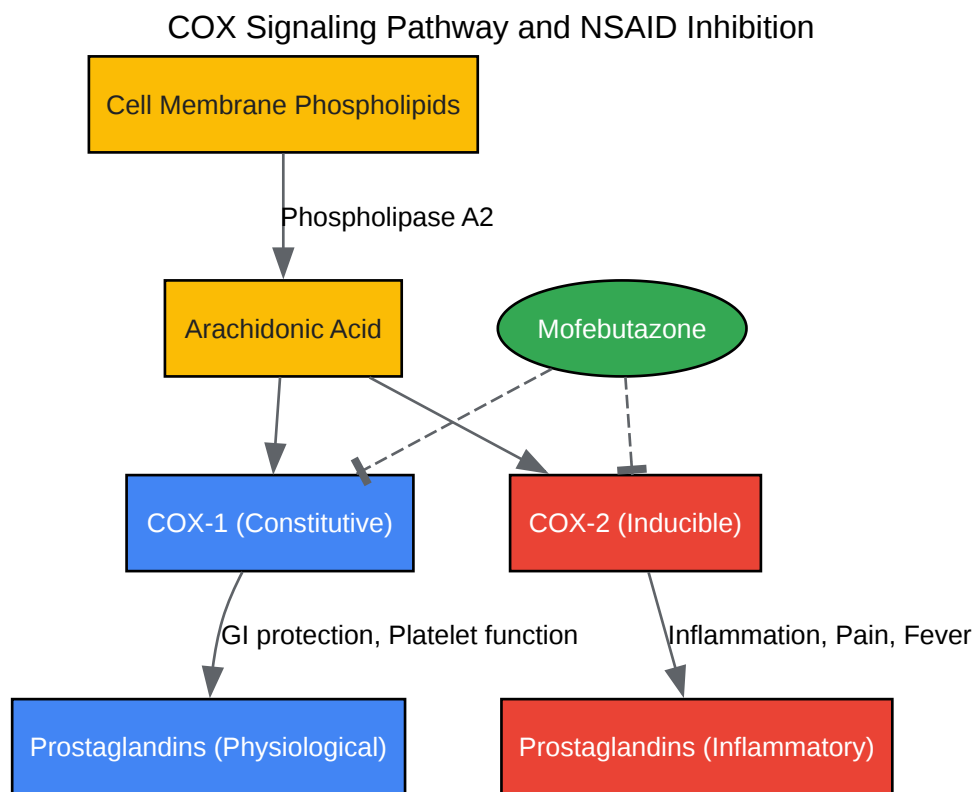 COX Signaling Pathway and NSAID Inhibition
Cell Membrane Phospholipids
Phospholipase A2
Arachidonic Acid
Mofebutazone
COX-1 (Constitutive)
COX-2 (Inducible)
GI protection, Platelet function
Inflammation, Pain, Fever
Prostaglandins (Physiological)
Prostaglandins (Inflammatory)